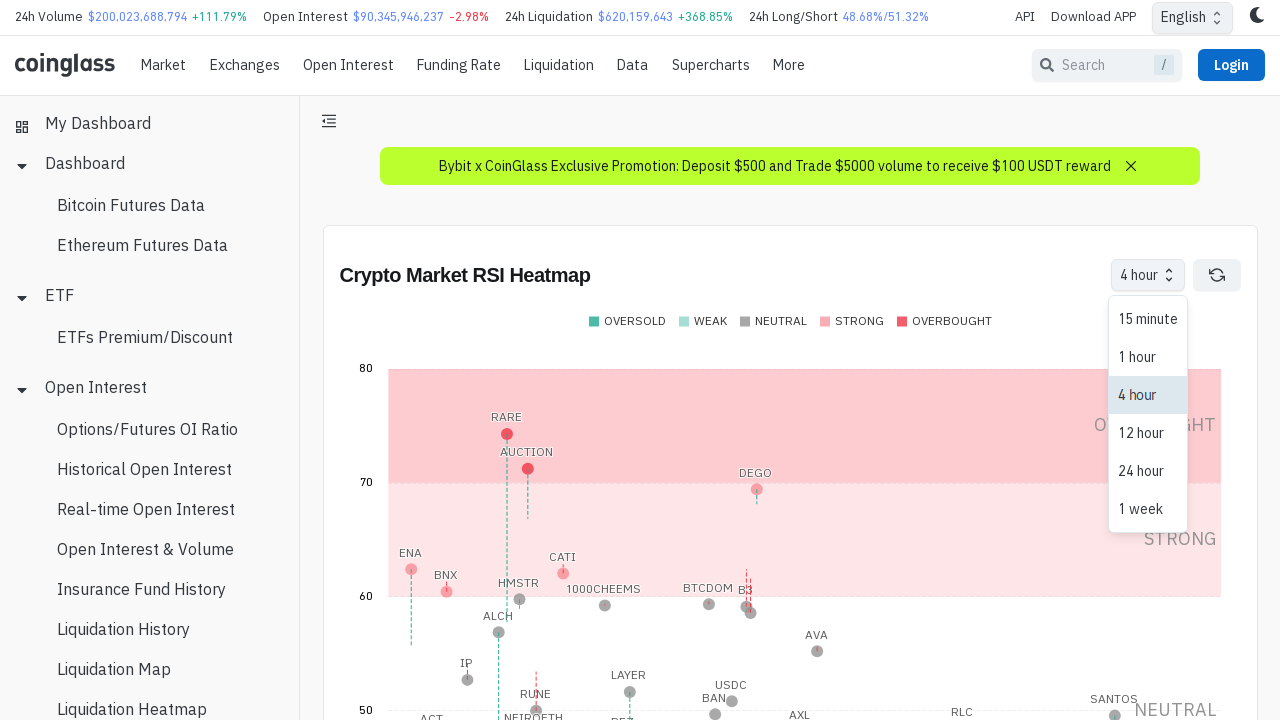 24h Volume $200,023,688,794 +111.79% Open Interest $90,345,946,237 -2.98% 24h Liquidation $620,159,643 +368.85% 24h Long/Short 48.68%/51.32% API Download APP English
coinglass Market Exchanges Open Interest Funding Rate Liquidation Data Supercharts More Search / Login
My Dashboard
Dashboard
Bitcoin Futures Data
Ethereum Futures Data
ETF
ETFs Premium/Discount
Open Interest
Options/Futures OI Ratio
Historical Open Interest
Real-time Open Interest
Open Interest & Volume
Insurance Fund History
Liquidation History
Liquidation Map
Liquidation Heatmap
Bybit x CoinGlass Exclusive Promotion: Deposit $500 and Trade $5000 volume to receive $100 USDT reward
Crypto Market RSI Heatmap
4 hour
15 minute
1 hour
4 hour
12 hour
24 hour
1 week
OVERSOLD WEAK NEUTRAL STRONG OVERBOUGHT
80
RARE
AUCTION
DEGO
70
STRONG
ENA
CATI
BNX
HMSTR
1000CHEEMS
BTCDOM
B3
60
ALCH
AVA
IP
LAYER
USDC
RUNE
BAN
SANTOS
50
NEUTRAL
RLC
AXL
ACT
NEIROETH